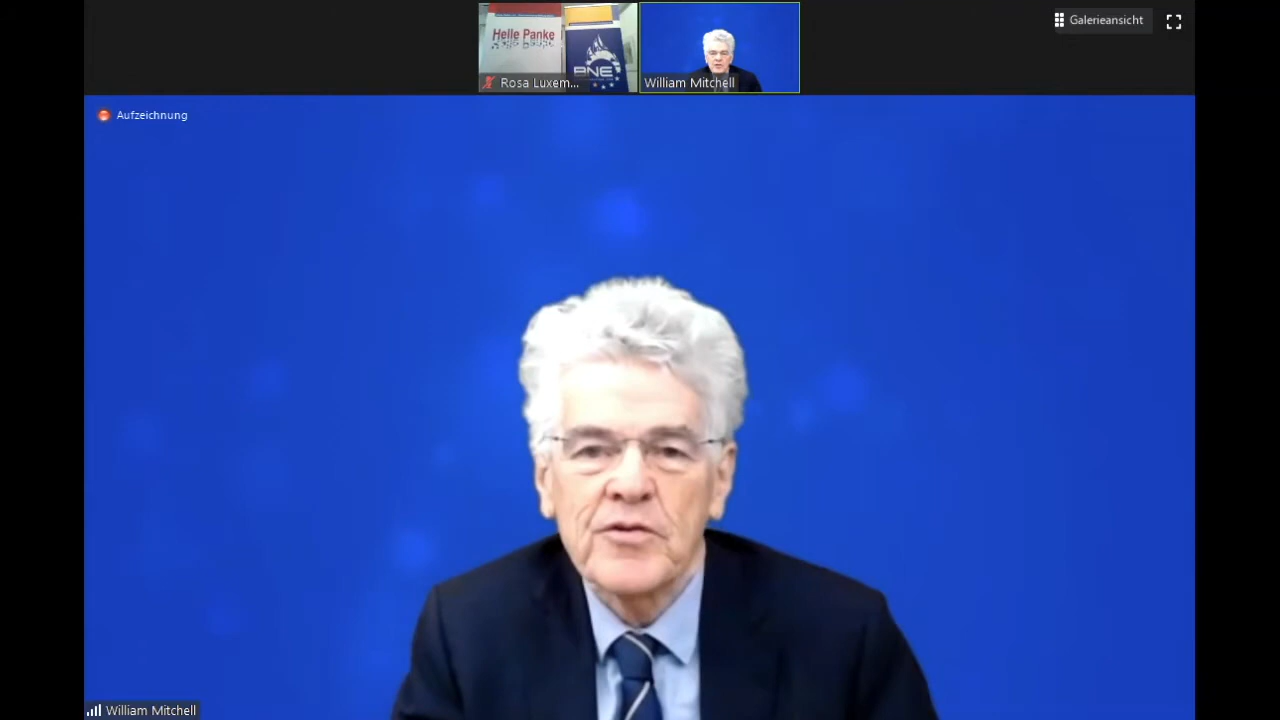 Helle Panke
BNE
Rosa Luxem...
William Mitchell
Galerieansicht
Aufzeichnung
William Mitchell